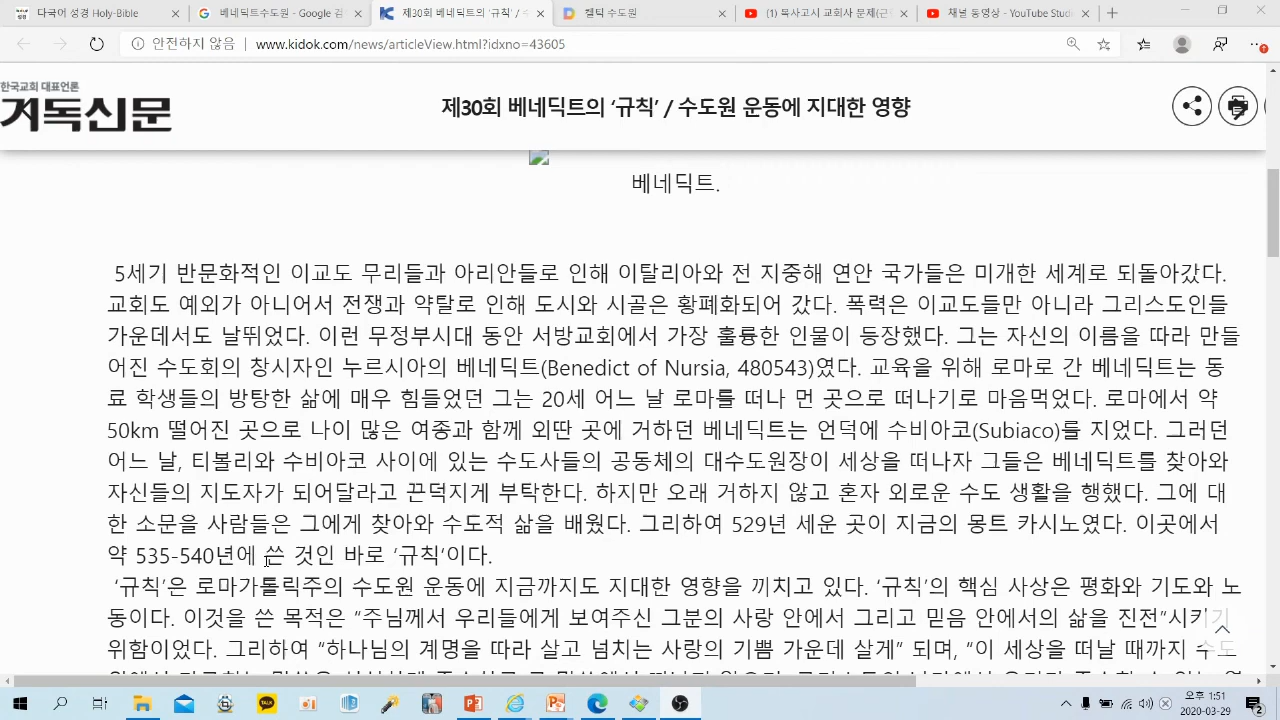 다국어 성경 Holy-Bible
베네딕트수도원 - Google 검
제30회 베네딕트의 '규칙' / 수
켈틱 수도원
(1) 목사고시 교회사 문제(근
채널 동영상 - YouTube Stud
안전하지 않음 www.kidok.com/news/articleView.html?idxno=43605
한국교회 대표언론
기독신문
제30회 베네딕트의 ‘규칙’ / 수도원 운동에 지대한 영향
베네딕트.
5세기 반문화적인 이교도 무리들과 아리안들로 인해 이탈리아와 전 지중해 연안 국가들은 미개한 세계로 되돌아갔다.
교회도 예외가 아니어서 전쟁과 약탈로 인해 도시와 시골은 황폐화되어 갔다. 폭력은 이교도들만 아니라 그리스도인들
가운데서도 날뛰었다. 이런 무정부시대 동안 서방교회에서 가장 훌륭한 인물이 등장했다. 그는 자신의 이름을 따라 만들
어진 수도회의 창시자인 누르시아의 베네딕트(Benedict of Nursia, 480543)였다. 교육을 위해 로마로 간 베네딕트는 동
료 학생들의 방탕한 삶에 매우 힘들었던 그는 20세 어느 날 로마를 떠나 먼 곳으로 떠나기로 마음먹었다. 로마에서 약
50km 떨어진 곳으로 나이 많은 여종과 함께 외딴 곳에 거하던 베네딕트는 언덕에 수비아코(Subiaco)를 지었다. 그러던
어느 날, 티볼리와 수비아코 사이에 있는 수도사들의 공동체의 대수도원장이 세상을 떠나자 그들은 베네딕트를 찾아와
자신들의 지도자가 되어달라고 끈덕지게 부탁한다. 하지만 오래 거하지 않고 혼자 외로운 수도 생활을 행했다. 그에 대
한 소문을 사람들은 그에게 찾아와 수도적 삶을 배웠다. 그리하여 529년 세운 곳이 지금의 몽트 카시노였다. 이곳에서
약 535-540년에 쓴 것인 바로 ‘규칙‘이다.
‘규칙’은 로마가톨릭주의 수도원 운동에 지금까지도 지대한 영향을 끼치고 있다. ‘규칙’의 핵심 사상은 평화와 기도와 노
동이다. 이것을 쓴 목적은 “주님께서 우리들에게 보여주신 그분의 사랑 안에서 그리고 믿음 안에서의 삶을 진전”시키기
위함이었다. 그리하여 “하나님의 계명을 따라 살고 넘치는 사랑의 기쁨 가운데 살게” 되며, “이 세상을 떠날 때까지 수도
오후 1:51
2020-03-29